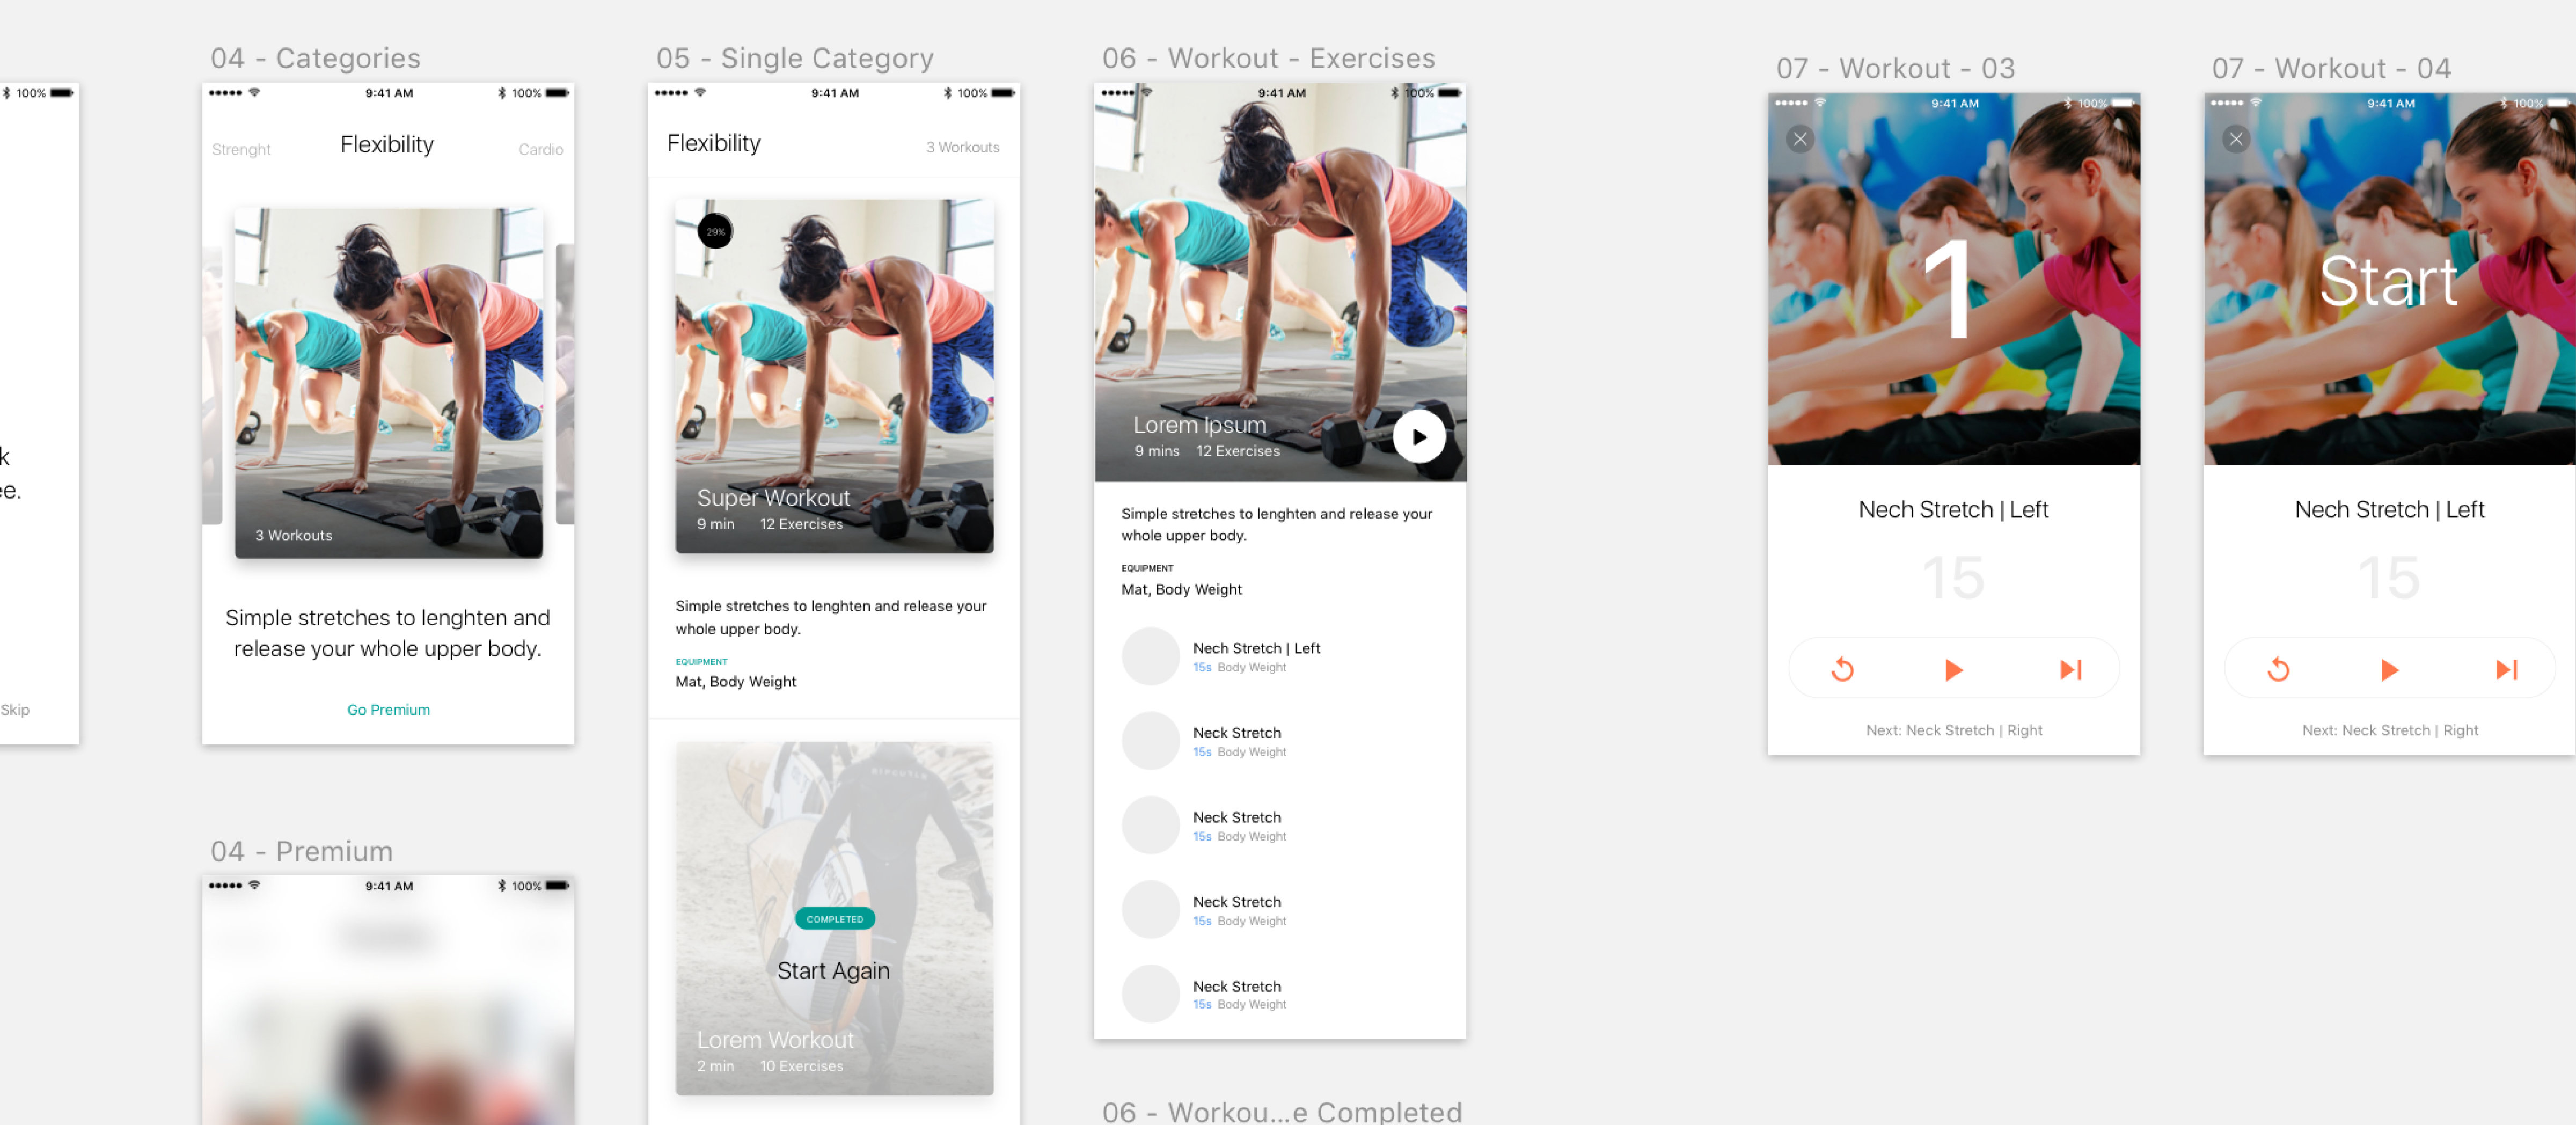 100%
k
e.
Skip
04 - Categories
9:41 AM
100%
Strenght
Flexibility
Cardio
3 Workouts
Simple stretches to lenghten and
release your whole upper body.
Go Premium
04 - Premium
9:41 AM
100%
05 - Single Category
9:41 AM
100%
Flexibility
3 Workouts
29%
Super Workout
9 min 12 Exercises
Simple stretches to lenghten and release your
whole upper body.
EQUIPMENT
Mat, Body Weight
RIPCURL
COMPLETED
Start Again
Lorem Workout
2 min 10 Exercises
06 - Workout - Exercises
9:41 AM
100%
Lorem Ipsum
9 mins 12 Exercises
Simple stretches to lenghten and release your
whole upper body.
EQUIPMENT
Mat, Body Weight
Nech Stretch | Left
15s Body Weight
Neck Stretch
15s Body Weight
Neck Stretch
15s Body Weight
Neck Stretch
15s Body Weight
Neck Stretch
15s Body Weight
06 - Workou...e Completed
07 - Workout - 03
9:41 AM
100%
1
Nech Stretch | Left
15
Next: Neck Stretch | Right
07 - Workout - 04
9:41 AM
100%
Start
Nech Stretch | Left
15
Next: Neck Stretch | Right